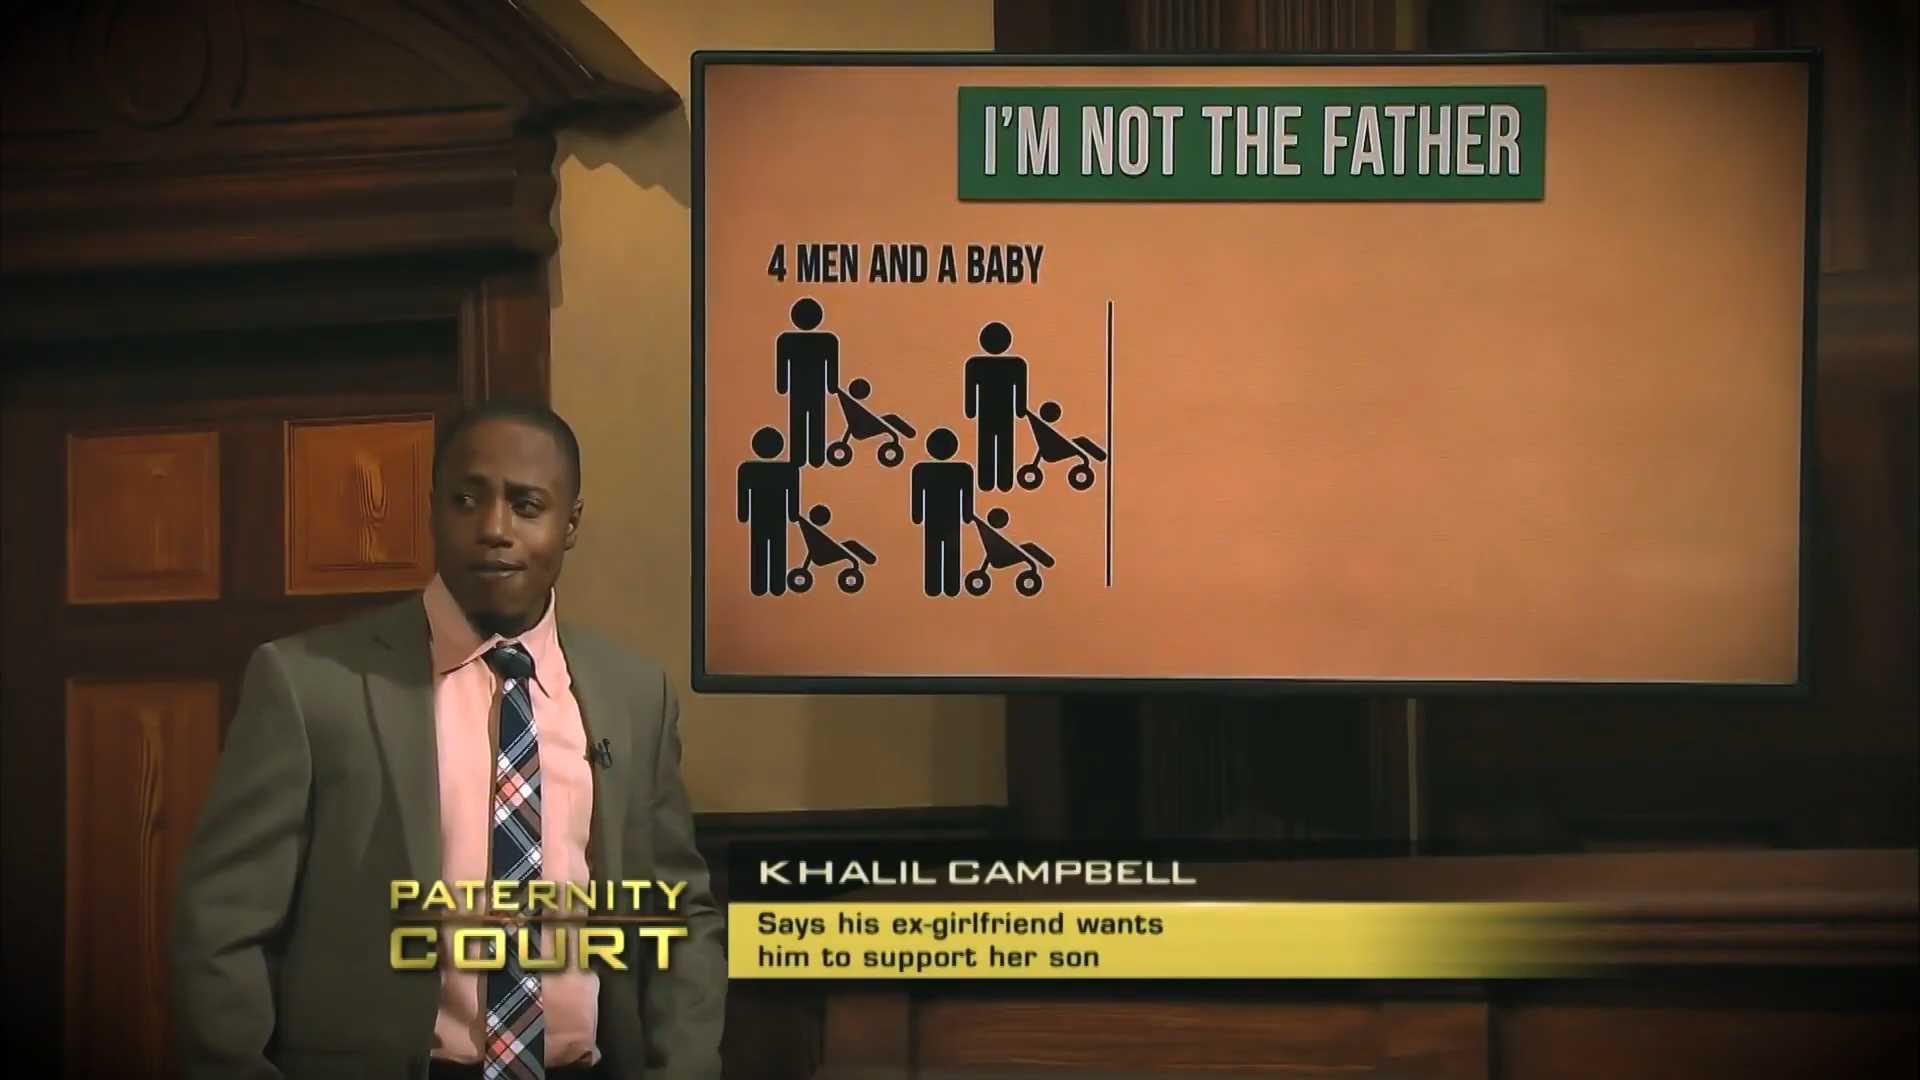 I'M NOT THE FATHER
4 MEN AND A BABY
KHALIL CAMPBELL
PATERNITY
COURT
Says his ex-girlfriend wants
him to support her son